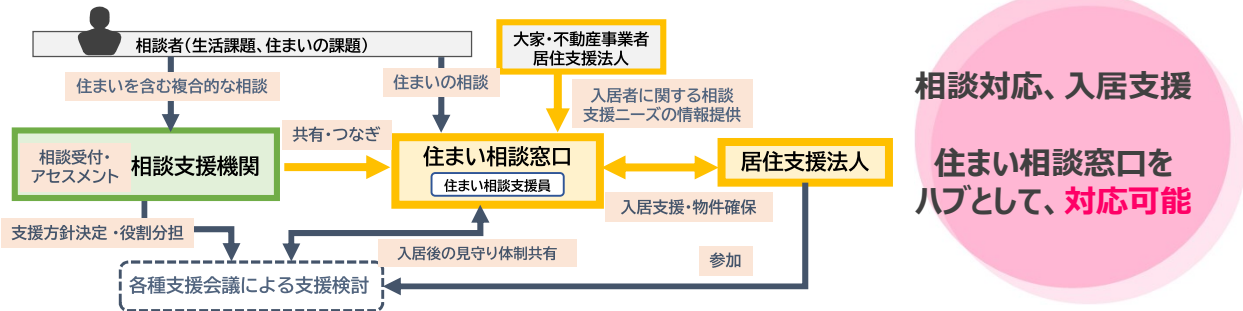 相談者（生活課題、住まいの課題）
大家・不動産事業者
居住支援法人
住まいを含む複合的な相談
住まいの相談
入居者に関する相談
支援ニーズの情報提供
共有・つなぎ
相談受付・
アセスメント
相談支援機関
住まい相談窓口
住まい相談支援員
居住支援法人
入居支援・物件確保
支援方針決定・役割分担
入居後の見守り体制共有
参加
各種支援会議による支援検討
相談対応、入居支援
住まい相談窓口を
ハブとして、対応可能